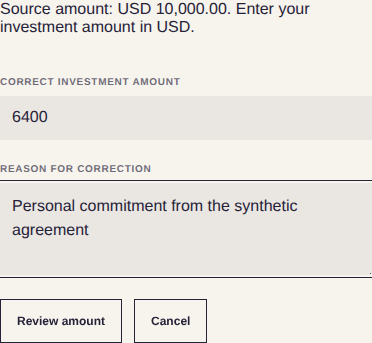 Source amount: USD 10,000.00. Enter your
investment amount in USD.
CORRECT INVESTMENT AMOUNT
6400
REASON FOR CORRECTION
Personal commitment from the synthetic
agreement
Review amount
Cancel